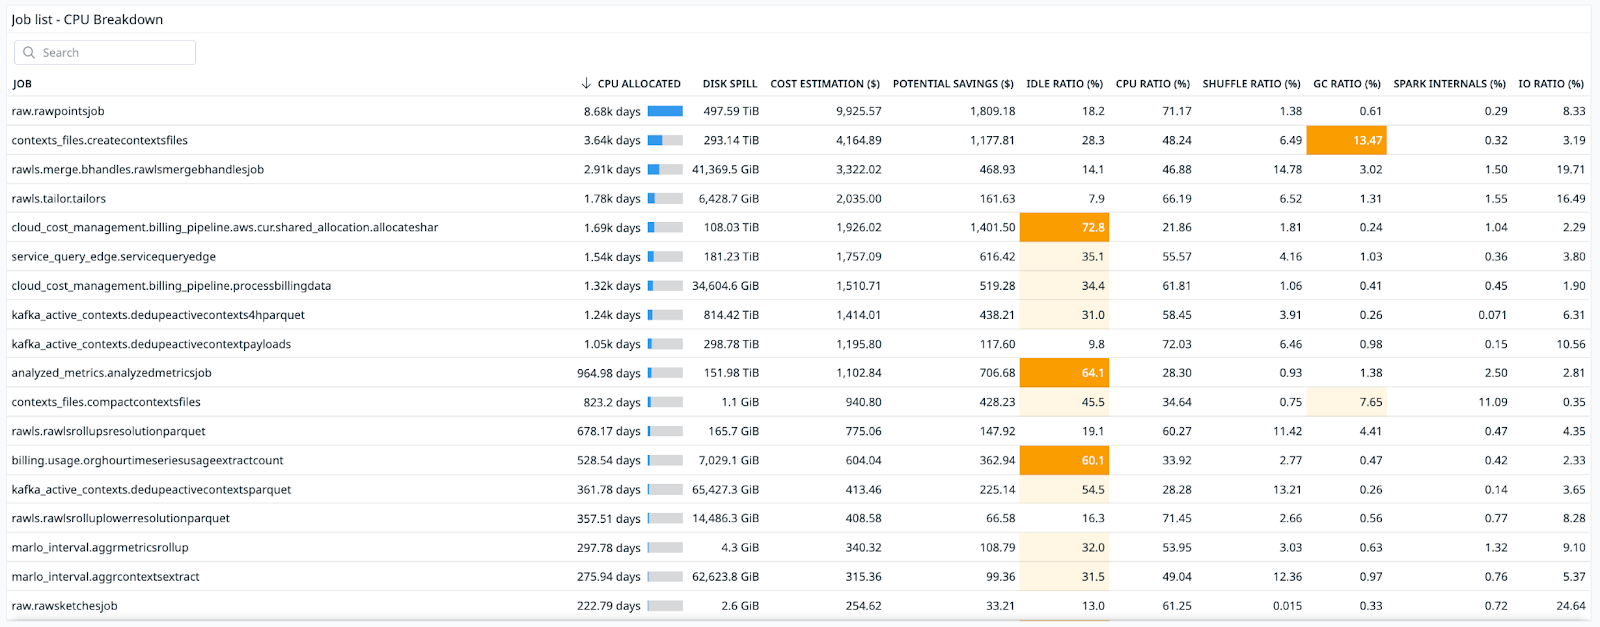 Job list - CPU Breakdown
Search
JOB CPU ALLOCATED DISK SPILL COST ESTIMATION ($) POTENTIAL SAVINGS ($) IDLE RATIO (%) CPU RATIO (%) SHUFFLE RATIO (%) GC RATIO (%) SPARK INTERNALS (%) IO RATIO (%)
raw.rawpointsjob 8.68k days 497.59 TiB 9,925.57 1,809.18 18.2 71.17 1.38 0.61 0.29 8.33
contexts_files.createcontextsfiles 3.64k days 293.14 TiB 4,164.89 1,177.81 28.3 48.24 6.49 13.47 0.32 3.19
rawls.merge.bhandles.rawlsmergebhandlesjob 2.91k days 41,369.5 GiB 3,322.02 468.93 14.1 46.88 14.78 3.02 1.50 19.71
rawls.tailor.tailors 1.78k days 6,428.7 GiB 2,035.00 161.63 7.9 66.19 6.52 1.31 1.55 16.49
cloud_cost_management.billing_pipeline.aws.cur.shared_allocation.allocateshar 1.69k days 108.03 TiB 1,926.02 1,401.50 72.8 21.86 1.81 0.24 1.04 2.29
service_query_edge.servicequeryedge 1.54k days 181.23 TiB 1,757.09 616.42 35.1 55.57 4.16 1.03 0.36 3.80
cloud_cost_management.billing_pipeline.processbillingdata 1.32k days 34,604.6 GiB 1,510.71 519.28 34.4 61.81 1.06 0.41 0.45 1.90
kafka_active_contexts.dedupeactivecontexts4hparquet 1.24k days 814.42 TiB 1,414.01 438.21 31.0 58.45 3.91 0.26 0.071 6.31
kafka_active_contexts.dedupeactivecontextpayloads 1.05k days 298.78 TiB 1,195.80 117.60 9.8 72.03 6.46 0.98 0.15 10.56
analyzed_metrics.analyzedmetricsjob 964.98 days 151.98 TiB 1,102.84 706.68 64.1 28.30 0.93 1.38 2.50 2.81
contexts_files.compactcontextsfiles 823.2 days 1.1 GiB 940.80 428.23 45.5 34.64 0.75 7.65 11.09 0.35
rawls.rawlsrollupsresolutionparquet 678.17 days 165.7 GiB 775.06 147.92 19.1 60.27 11.42 4.41 0.47 4.35
billing.usage.orghourtimeseriesusageextractcount 528.54 days 7,029.1 GiB 604.04 362.94 60.1 33.92 2.77 0.47 0.42 2.33
kafka_active_contexts.dedupeactivecontextsparquet 361.78 days 65,427.3 GiB 413.46 225.14 54.5 28.28 13.21 0.26 0.14 3.65
rawls.rawlsrolluplowerresolutionparquet 357.51 days 14,486.3 GiB 408.58 66.58 16.3 71.45 2.66 0.56 0.77 8.28
marlo_interval.aggrmetricsrollup 297.78 days 4.3 GiB 340.32 108.79 32.0 53.95 3.03 0.63 1.32 9.10
marlo_interval.aggrcontextsextract 275.94 days 62,623.8 GiB 315.36 99.36 31.5 49.04 12.36 0.97 0.76 5.37
raw.rawsketchesjob 222.79 days 2.6 GiB 254.62 33.21 13.0 61.25 0.015 0.33 0.72 24.64